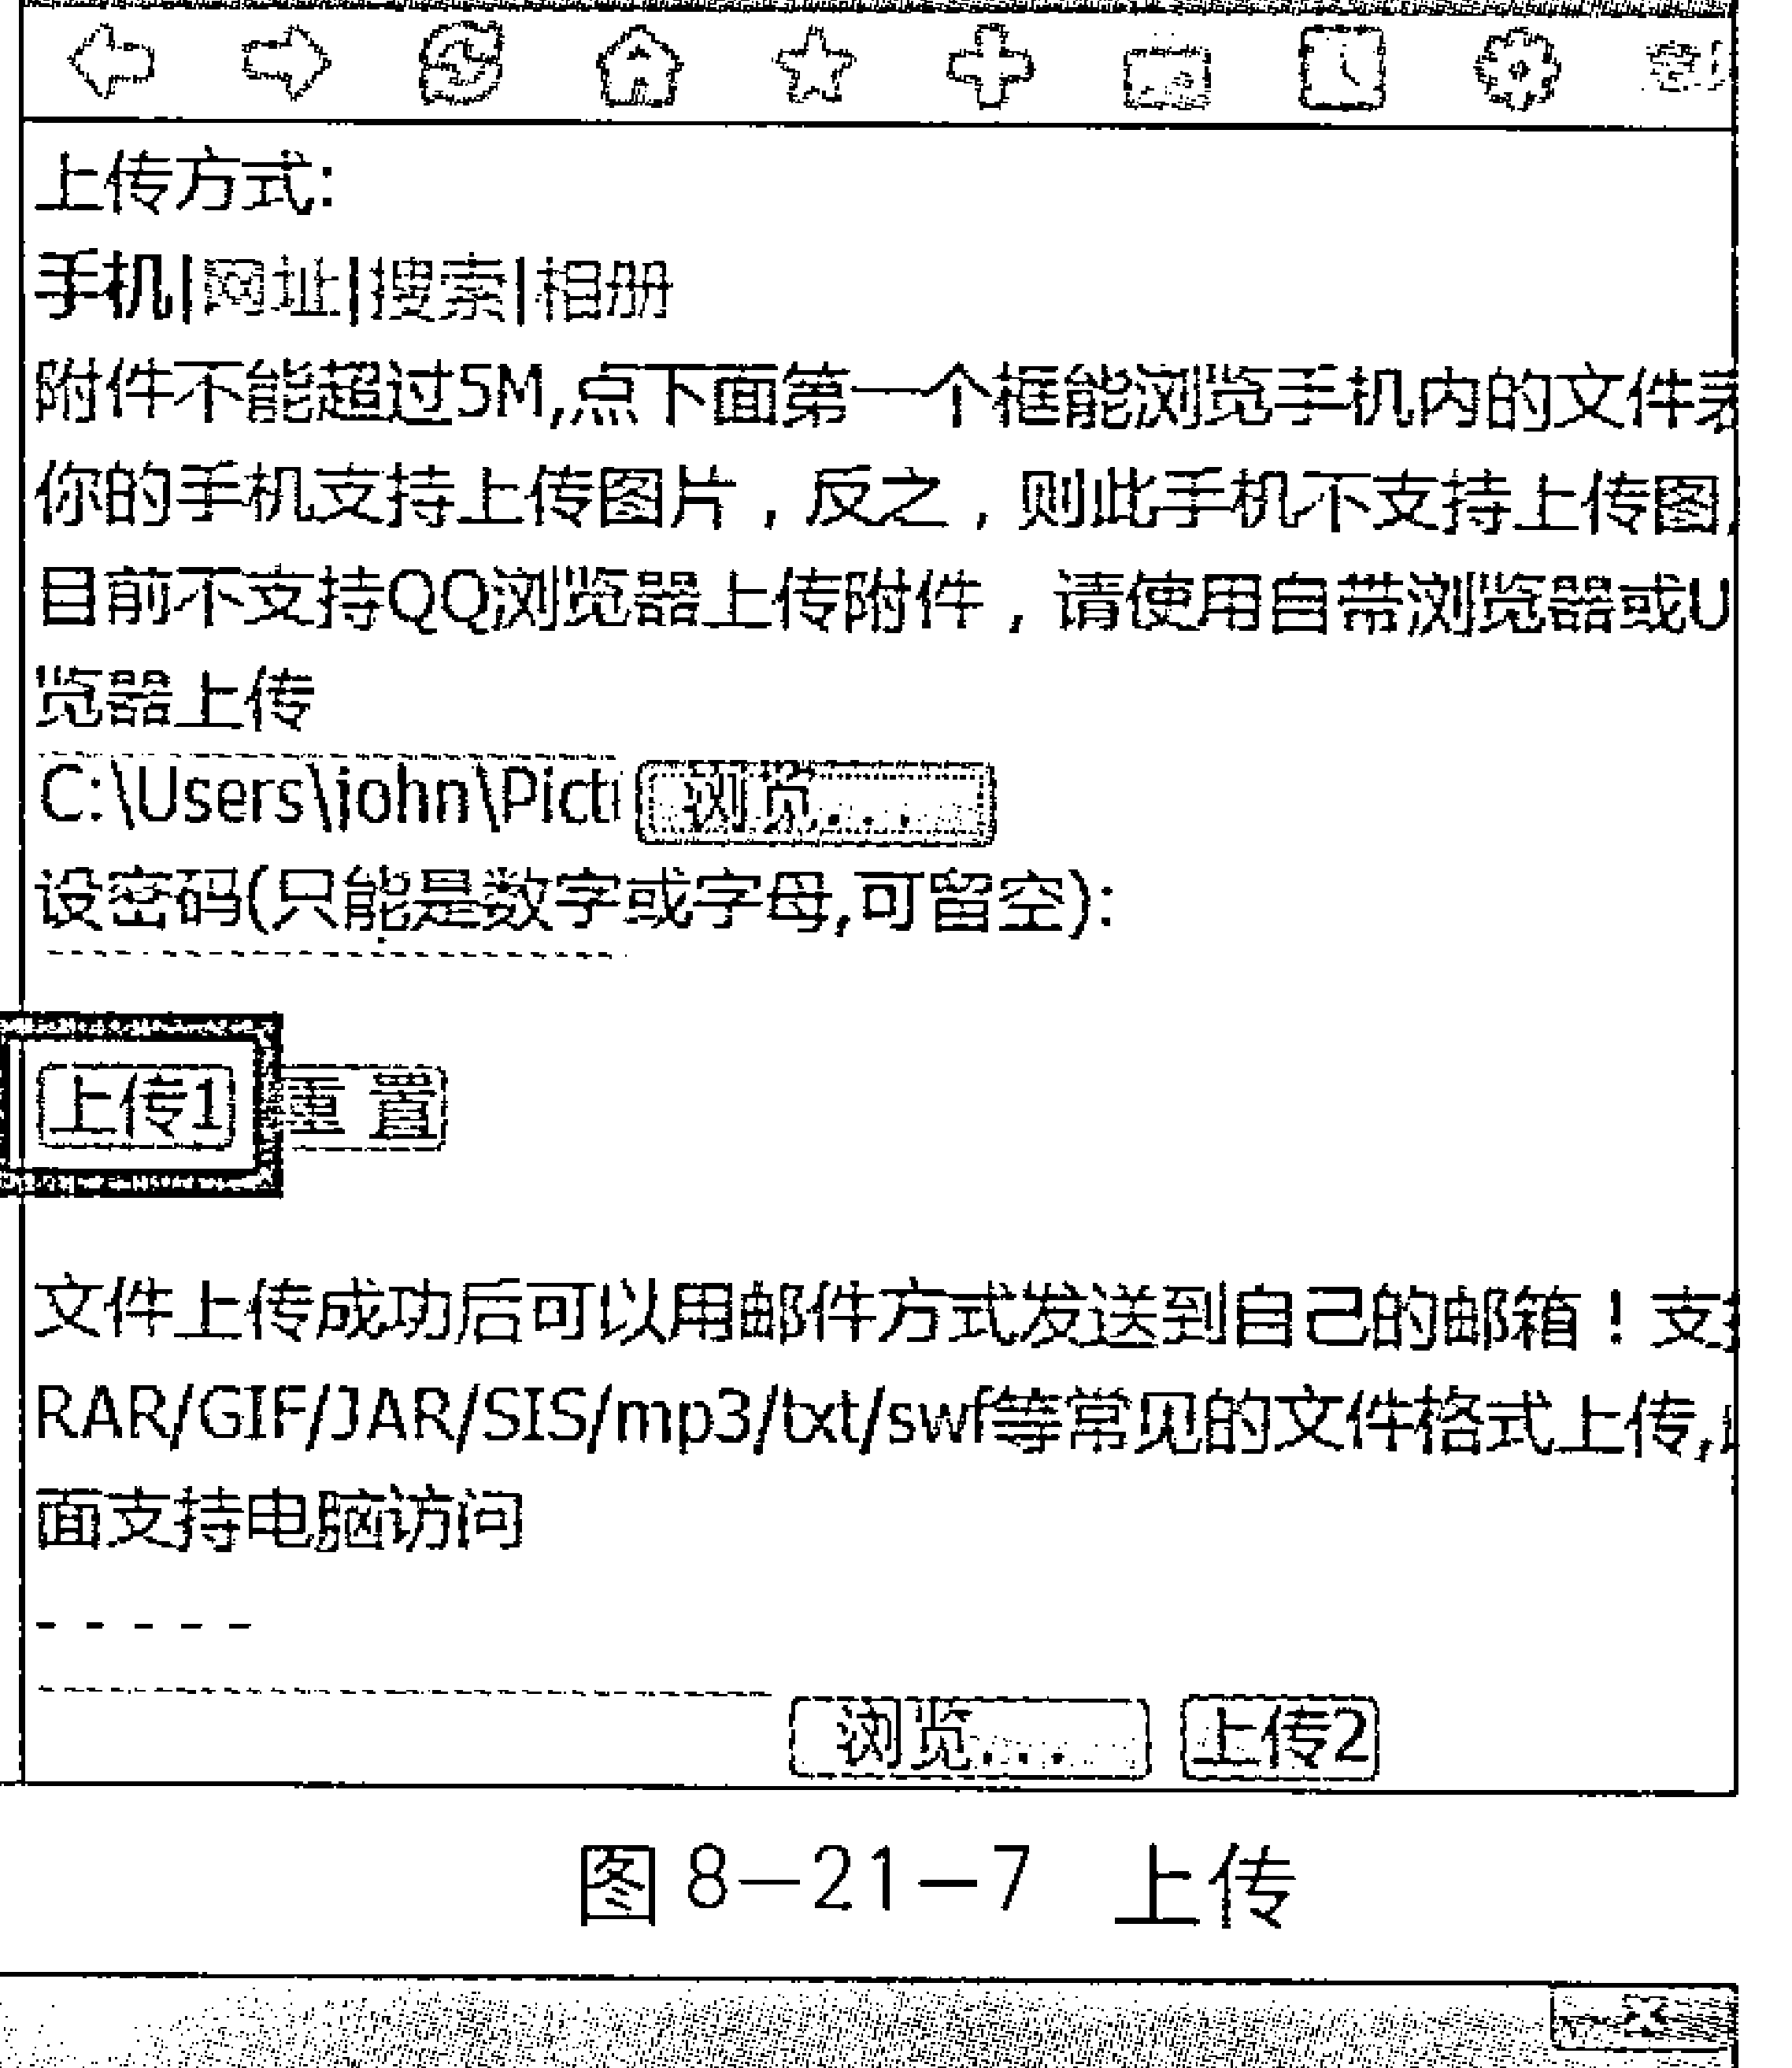 上传方式:
手机|网址|搜索|相册
附件不能超过5M,点下面第一个框能浏览手机内的文件
你的手机支持上传图片，反之，则此手机不支持上传图
目前不支持QQ浏览器上传附件，请使用自带浏览器或U
览器上传
C:\Users\john\Pict 浏览...
设密码(只能是数字或字母,可留空):
上传1 重 置
文件上传成功后可以用邮件方式发送到自己的邮箱！支
RAR/GIF/JAR/SIS/mp3/txt/swf等常见的文件格式上传,
面支持电脑访问
- - - - -
浏览... 上传2
图 8-21-7 上传